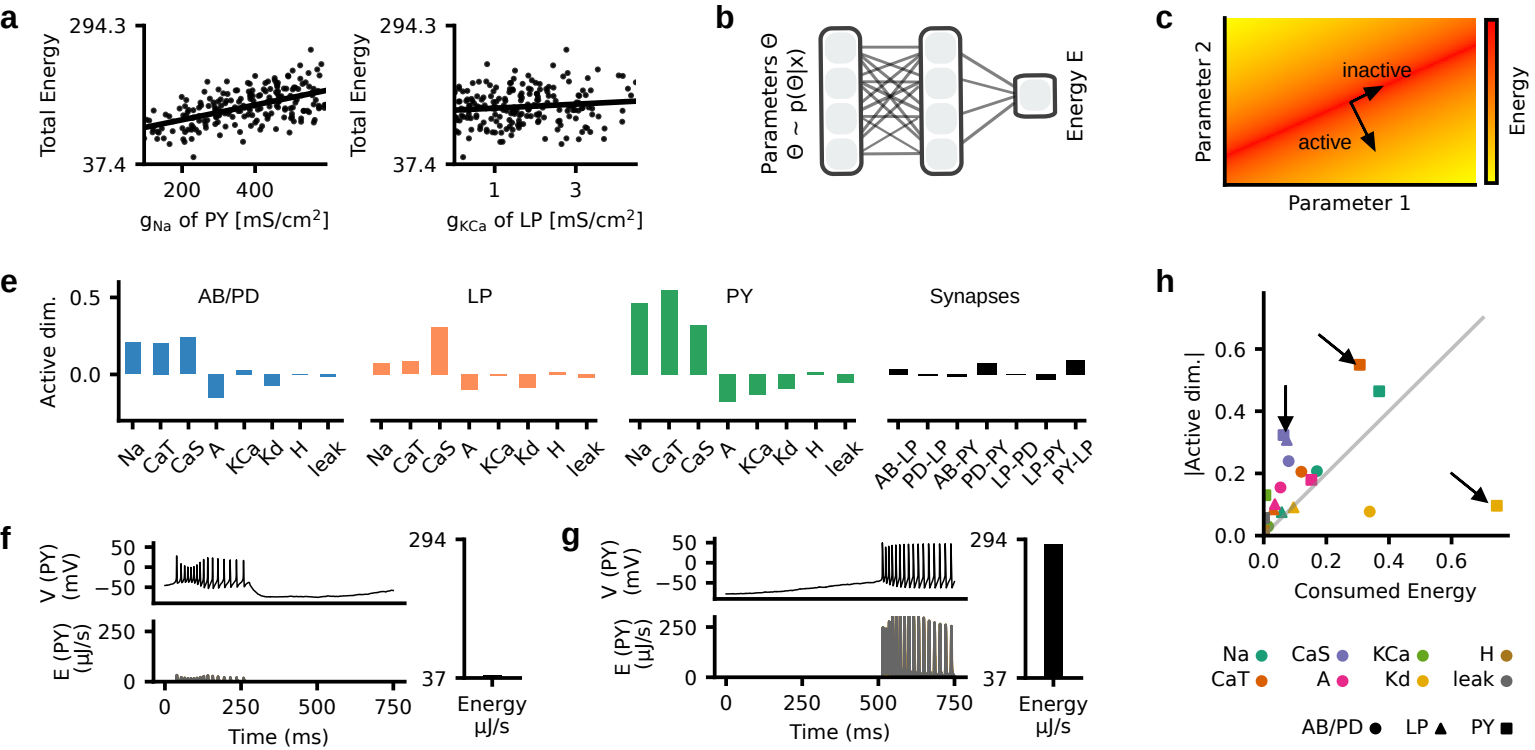 a
294.3
Total Energy
37.4
200 400
gNa of PY [mS/cm²]
294.3
Total Energy
37.4
1 3
gKCa of LP [mS/cm²]
b
Parameters Θ
Θ ~ p(Θ|x)
Energy E
c
Parameter 2
inactive
active
Parameter 1
Energy
e
Active dim.
0.5
0.0
AB/PD
Na CaT CaS A KCa Kd H leak
LP
Na CaT CaS A KCa Kd H leak
PY
Na CaT CaS A KCa Kd H leak
Synapses
AB-LP PD-LP AB-PY PD-PY LP-PD LP-PY PY-LP
f
V (PY)
(mV)
50
0
−50
E (PY)
(μJ/s)
250
0
0 250 500 750
Time (ms)
294
37
Energy
μJ/s
g
V (PY)
(mV)
50
0
−50
E (PY)
(μJ/s)
250
0
0 250 500 750
Time (ms)
294
37
Energy
μJ/s
h
|Active dim.|
0.6
0.4
0.2
0.0
0.0 0.2 0.4 0.6
Consumed Energy
Na CaS KCa H
CaT A Kd leak
AB/PD LP PY